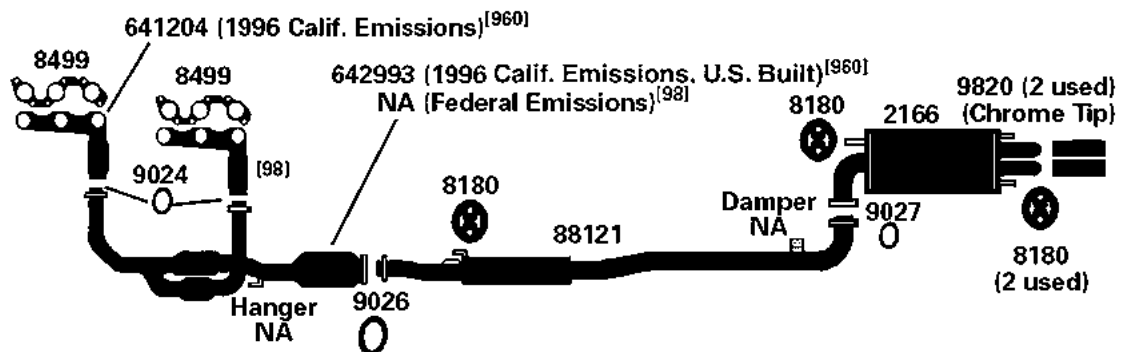 641204 (1996 Calif. Emissions)[960]
8499
8499
642993 (1996 Calif. Emissions, U.S. Built)[960]
NA (Federal Emissions)[98]
8180
2166
9820 (2 used)
(Chrome Tip)
9024
[98]
8180
88121
Damper
NA
9027
8180
(2 used)
Hanger
NA
9026